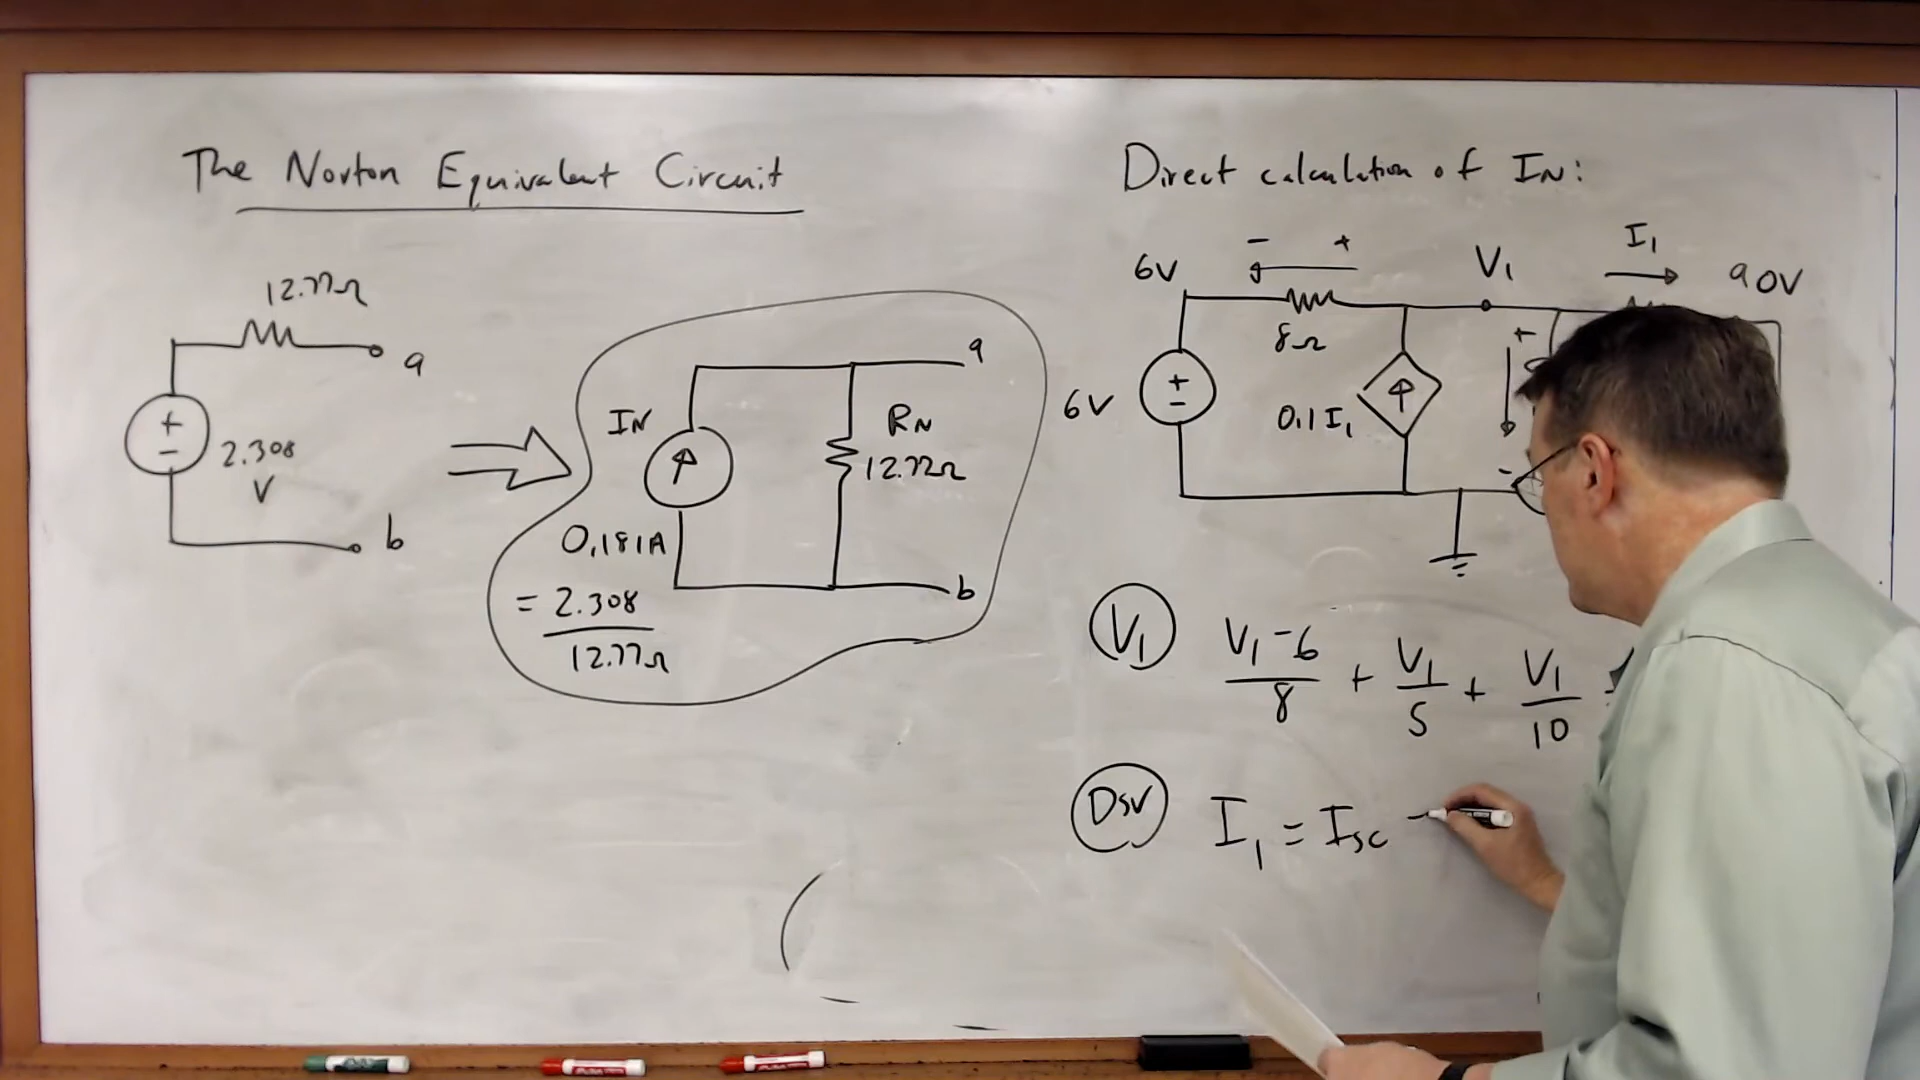 The Norton Equivalent Circuit
12.77Ω
a
+
-
2.308
V
b
IN
0.181A
= 2.308
12.77Ω
a
RN
12.72Ω
b
Direct calculation of IN:
6V
- +
V1
I1
a 0V
8Ω
+
-
6V
0.1 I1
+
-
V1
V1-6
8
+ V1
5
+ V1
10
DSV
I1 = Isc -